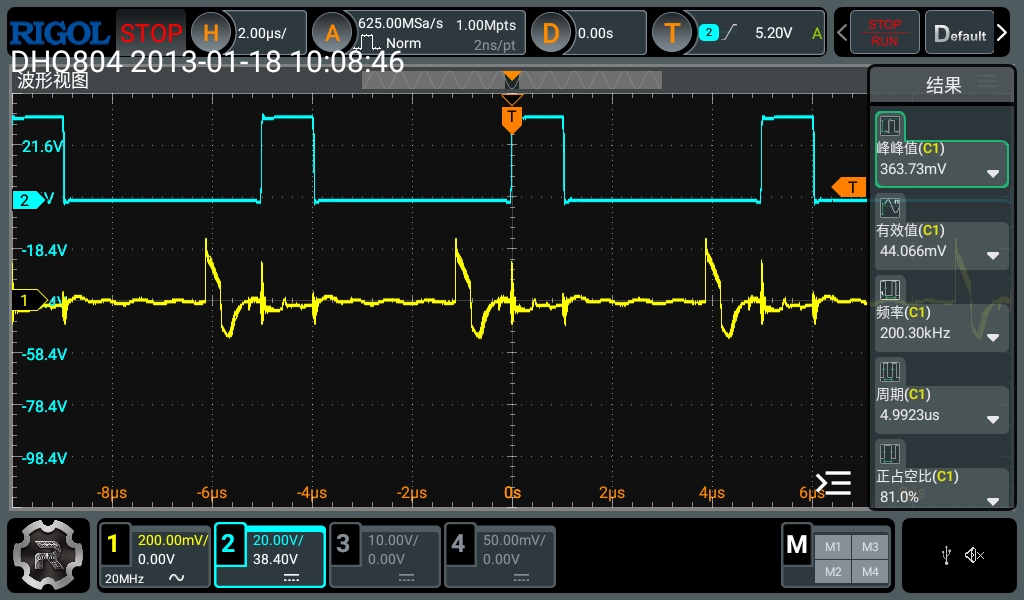 RIGOL STOP H 2.00μs/ A 625.00MSa/s 1.00Mpts D 0.00s T 2 5.20V A STOP Default
Norm 2ns/pt RUN
DHO804 2013-01-18 10:08:46
波形视图
结果
T
21.6V
峰峰值(C1)
363.73mV
2 V
T
有效值(C1)
-18.4V
44.066mV
1
频率(C1)
200.30kHz
-58.4V
周期(C1)
-78.4V
4.9923us
-98.4V
正占空比(C1)
-8μs -6μs -4μs -2μs 0s 2μs 4μs 6μs
81.0%
1 200.00mV/ 2 20.00V/ 3 10.00V/ 4 50.00mV/ M M1 M3
0.00V 38.40V 0.00V 0.00V
20MHz M2 M4
R